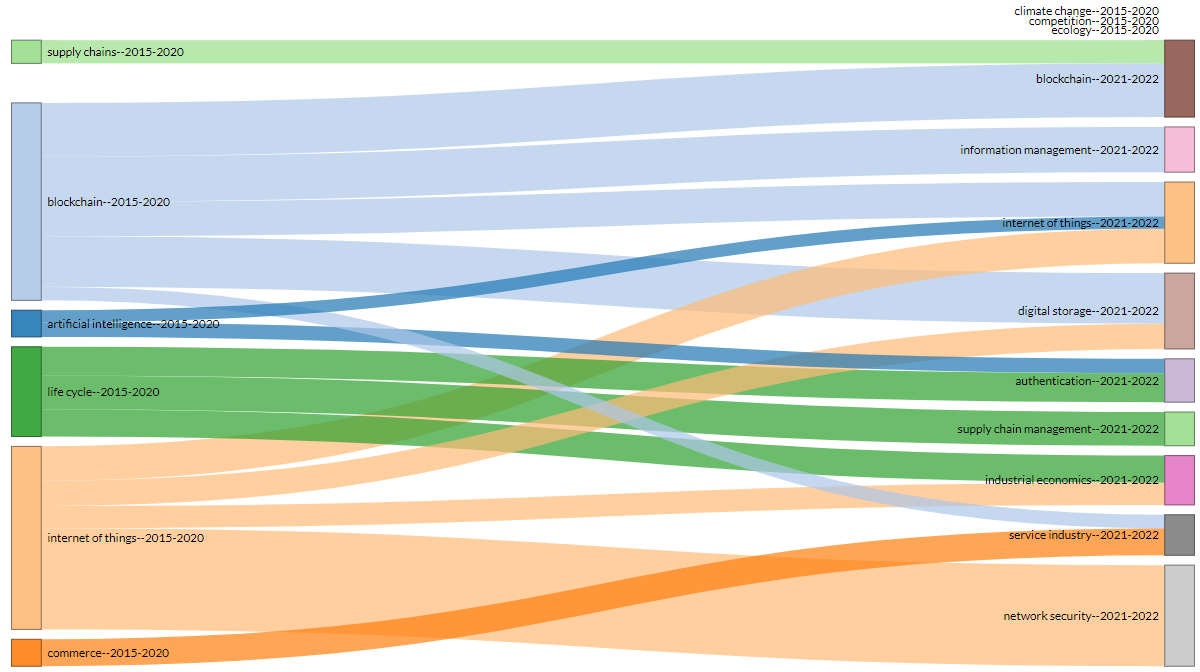 climate change--2015-2020
competition--2015-2020
ecology--2015-2020
supply chains--2015-2020
blockchain--2021-2022
information management--2021-2022
blockchain--2015-2020
internet of things--2021-2022
digital storage--2021-2022
artificial intelligence--2015-2020
authentication--2021-2022
life cycle--2015-2020
supply chain management--2021-2022
industrial economics--2021-2022
internet of things--2015-2020
service industry--2021-2022
network security--2021-2022
commerce--2015-2020